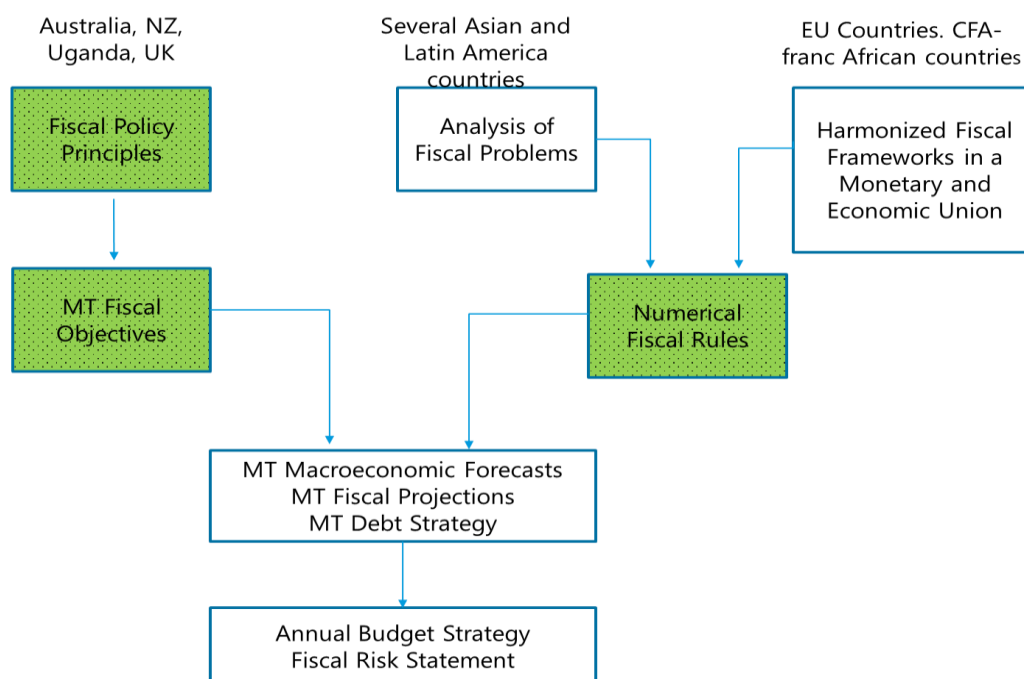 Australia, NZ,
Uganda, UK
Several Asian and
Latin America
countries
EU Countries. CFA-
franc African countries
Fiscal Policy
Principles
Analysis of
Fiscal Problems
Harmonized Fiscal
Frameworks in a
Monetary and
Economic Union
MT Fiscal
Objectives
Numerical
Fiscal Rules
MT Macroeconomic Forecasts
MT Fiscal Projections
MT Debt Strategy
Annual Budget Strategy
Fiscal Risk Statement